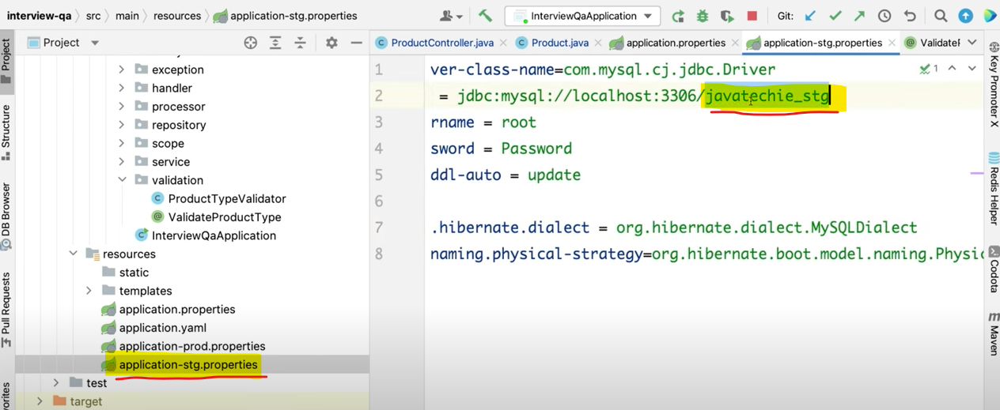 interview-qa › src › main › resources › application-stg.properties
InterviewQaApplication
Git:
Project
ProductController.java
Product.java
application.properties
application-stg.properties
Project
Structure
DB Browser
Pull Requests
exception
handler
processor
repository
scope
service
validation
ProductTypeValidator
ValidateProductType
InterviewQaApplication
resources
static
templates
application.properties
application.yaml
application-prod.properties
application-stg.properties
test
target
1 ver-class-name=com.mysql.cj.jdbc.Driver
2 = jdbc:mysql://localhost:3306/javatechie_stg
3 rname = root
4 sword = Password
5 ddl-auto = update
6
7 .hibernate.dialect = org.hibernate.dialect.MySQLDialect
8 naming.physical-strategy=org.hibernate.boot.model.naming.Physic
1
Key Promoter X
Redis Helper
Codota
Maven